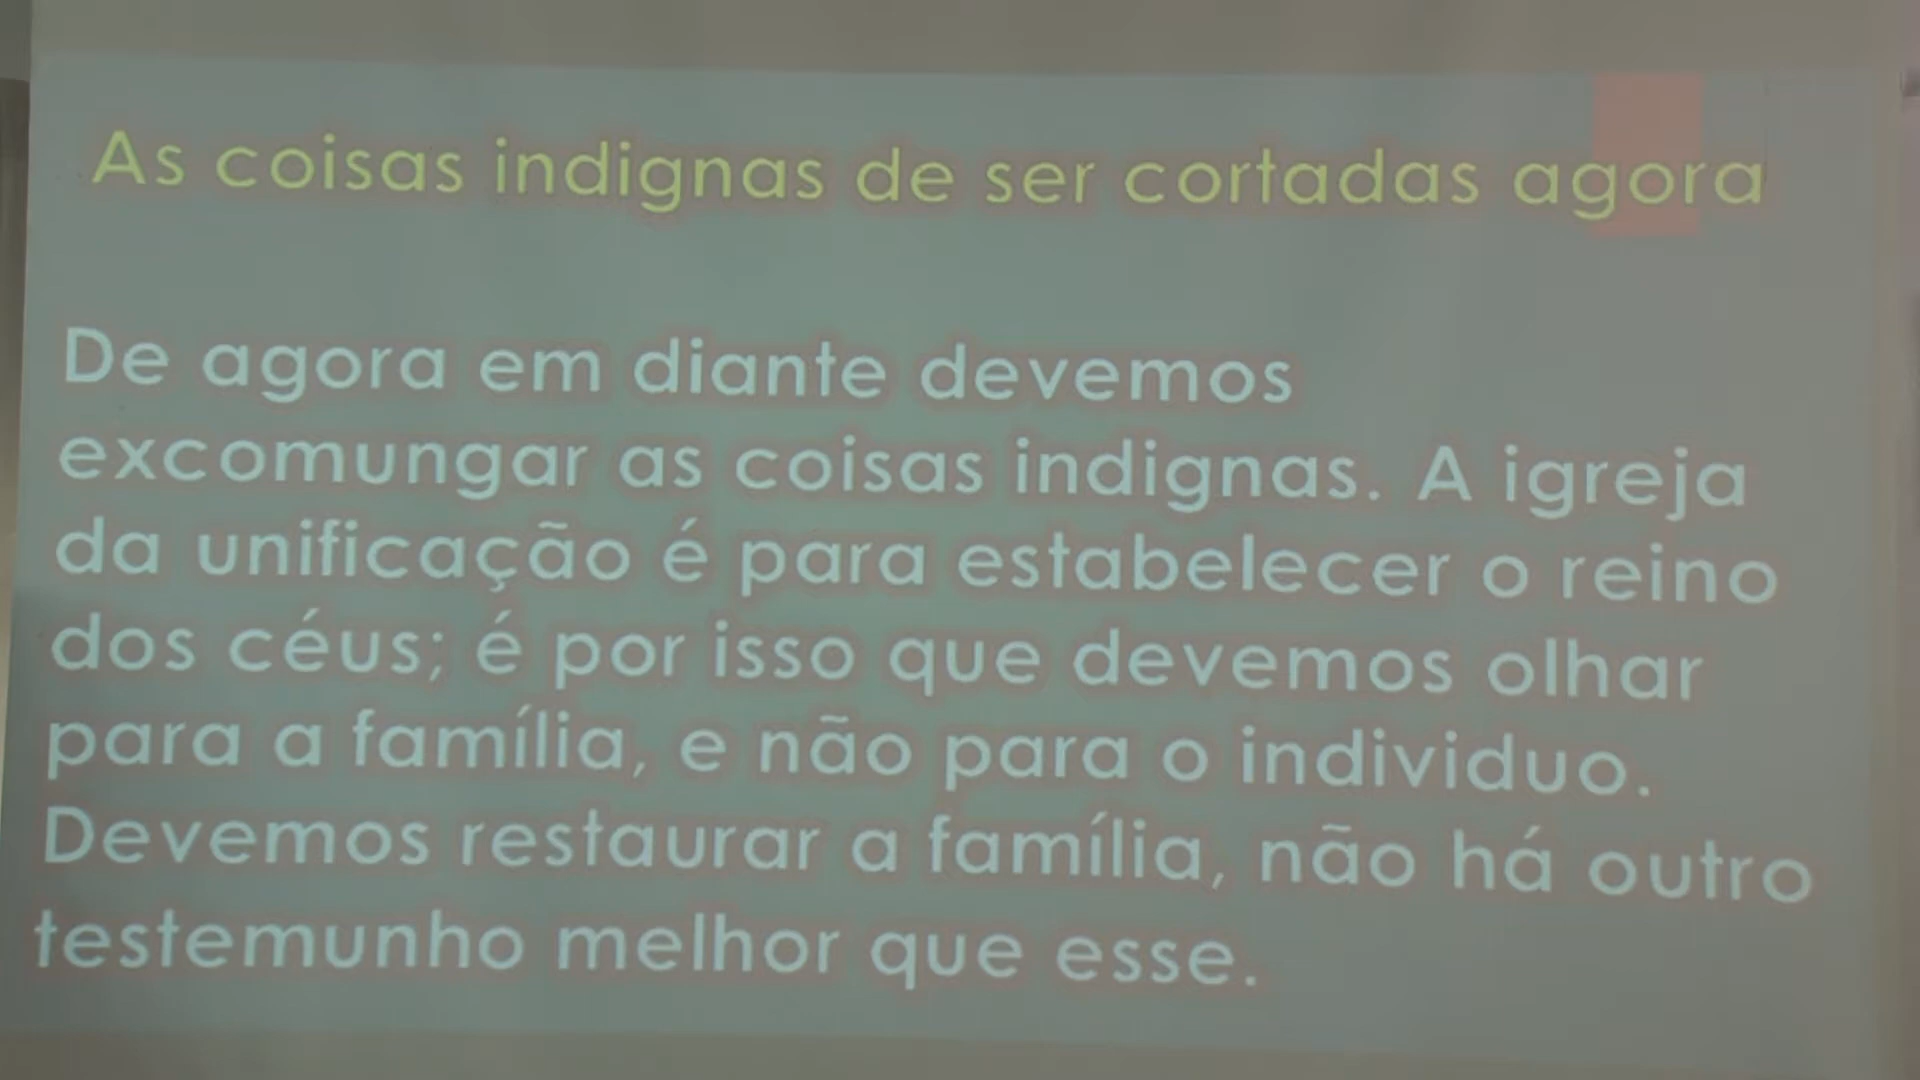 As coisas indignas de ser cortadas agora
De agora em diante devemos
excomungar as coisas indignas. A igreja
da unificação é para estabelecer o reino
dos céus; é por isso que devemos olhar
para a família, e não para o individuo.
Devemos restaurar a família, não há outro
testemunho melhor que esse.